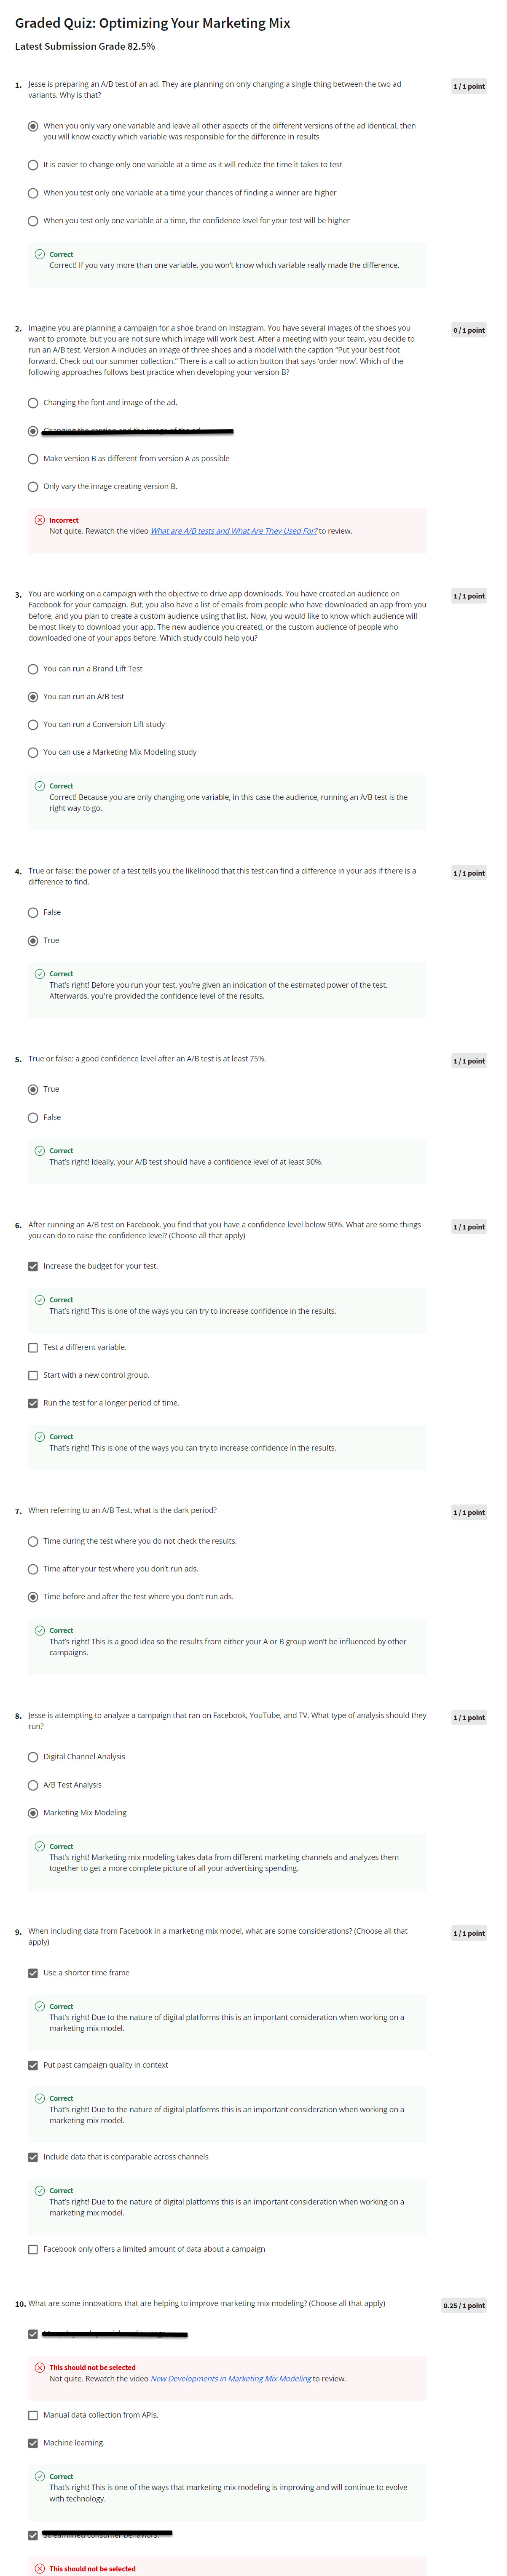 Graded Quiz: Optimizing Your Marketing Mix
Latest Submission Grade 82.5%
1. Jesse is preparing an A/B test of an ad. They are planning on only changing a single thing between the two ad
variants. Why is that?
1 / 1 point
When you only vary one variable and leave all other aspects of the different versions of the ad identical, then
you will know exactly which variable was responsible for the difference in results
It is easier to change only one variable at a time as it will reduce the time it takes to test
When you test only one variable at a time your chances of finding a winner are higher
When you test only one variable at a time, the confidence level for your test will be higher
Correct
Correct! If you vary more than one variable, you won't know which variable really made the difference.
2. Imagine you are planning a campaign for a shoe brand on Instagram. You have several images of the shoes you
want to promote, but you are not sure which image will work best. After a meeting with your team, you decide to
run an A/B test. Version A includes an image of three shoes and a model with the caption "Put your best foot
forward. Check out our summer collection." There is a call to action button that says 'order now'. Which of the
following approaches follows best practice when developing your version B?
0 / 1 point
Changing the font and image of the ad.
Make version B as different from version A as possible
Only vary the image creating version B.
Incorrect
Not quite. Rewatch the video What are A/B tests and What Are They Used For? to review.
3. You are working on a campaign with the objective to drive app downloads. You have created an audience on
Facebook for your campaign. But, you also have a list of emails from people who have downloaded an app from you
before, and you plan to create a custom audience using that list. Now, you would like to know which audience will
be most likely to download your app. The new audience you created, or the custom audience of people who
downloaded one of your apps before. Which study could help you?
1 / 1 point
You can run a Brand Lift Test
You can run an A/B test
You can run a Conversion Lift study
You can use a Marketing Mix Modeling study
Correct
Correct! Because you are only changing one variable, in this case the audience, running an A/B test is the
right way to go.
4. True or false: the power of a test tells you the likelihood that this test can find a difference in your ads if there is a
difference to find.
1 / 1 point
False
True
Correct
That's right! Before you run your test, you're given an indication of the estimated power of the test.
Afterwards, you're provided the confidence level of the results.
5. True or false: a good confidence level after an A/B test is at least 75%.
1 / 1 point
True
False
Correct
That's right! Ideally, your A/B test should have a confidence level of at least 90%.
6. After running an A/B test on Facebook, you find that you have a confidence level below 90%. What are some things
you can do to raise the confidence level? (Choose all that apply)
1 / 1 point
Increase the budget for your test.
Correct
That's right! This is one of the ways you can try to increase confidence in the results.
Test a different variable.
Start with a new control group.
Run the test for a longer period of time.
Correct
That's right! This is one of the ways you can try to increase confidence in the results.
7. When referring to an A/B Test, what is the dark period?
1 / 1 point
Time during the test where you do not check the results.
Time after your test where you don't run ads.
Time before and after the test where you don't run ads.
Correct
That's right! This is a good idea so the results from either your A or B group won't be influenced by other
campaigns.
8. Jesse is attempting to analyze a campaign that ran on Facebook, YouTube, and TV. What type of analysis should they
run?
1 / 1 point
Digital Channel Analysis
A/B Test Analysis
Marketing Mix Modeling
Correct
That's right! Marketing mix modeling takes data from different marketing channels and analyzes them
together to get a more complete picture of all your advertising spending.
9. When including data from Facebook in a marketing mix model, what are some considerations? (Choose all that
apply)
1 / 1 point
Use a shorter time frame
Correct
That's right! Due to the nature of digital platforms this is an important consideration when working on a
marketing mix model.
Put past campaign quality in context
Correct
That's right! Due to the nature of digital platforms this is an important consideration when working on a
marketing mix model.
Include data that is comparable across channels
Correct
That's right! Due to the nature of digital platforms this is an important consideration when working on a
marketing mix model.
Facebook only offers a limited amount of data about a campaign
10. What are some innovations that are helping to improve marketing mix modeling? (Choose all that apply)
0.25 / 1 point
This should not be selected
Not quite. Rewatch the video New Developments in Marketing Mix Modeling to review.
Manual data collection from APIs.
Machine learning.
Correct
That's right! This is one of the ways that marketing mix modeling is improving and will continue to evolve
with technology.
This should not be selected